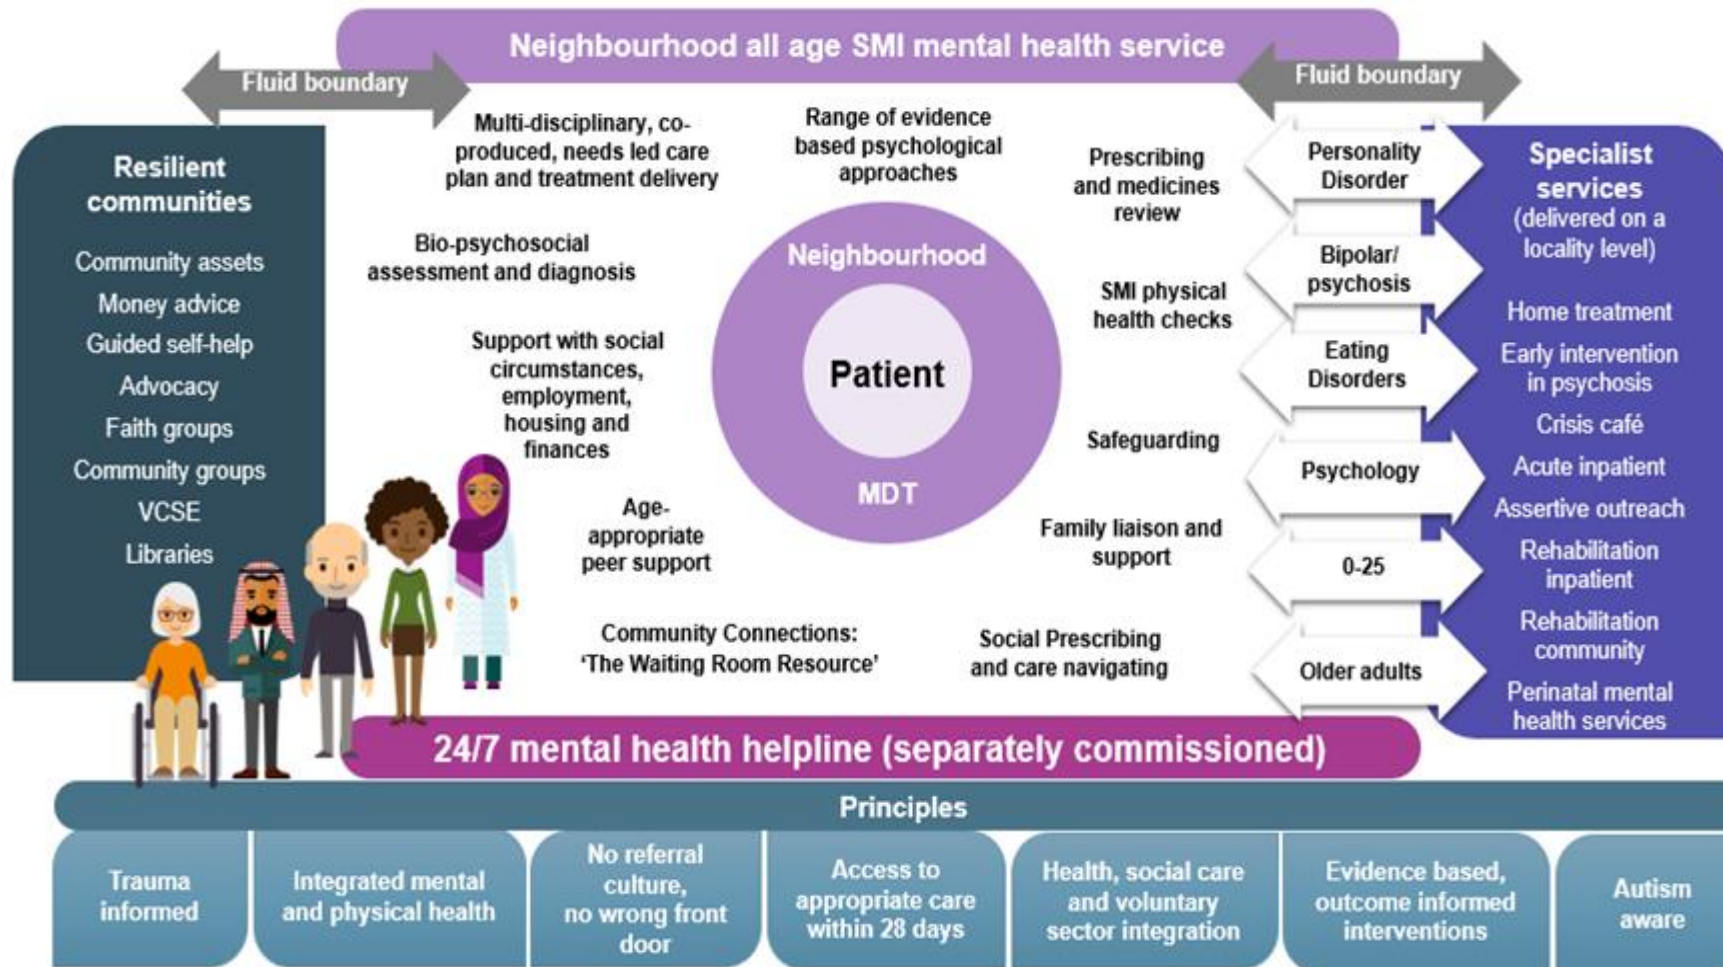 Neighbourhood all age SMI mental health service
Fluid boundary
Fluid boundary
Resilient
communities
Community assets
Money advice
Guided self-help
Advocacy
Faith groups
Community groups
VCSE
Libraries
Multi-disciplinary, co-
produced, needs led care
plan and treatment delivery
Bio-psychosocial
assessment and diagnosis
Support with social
circumstances,
employment,
housing and
finances
Age-
appropriate
peer support
Community Connections:
‘The Waiting Room Resource’
Range of evidence
based psychological
approaches
Neighbourhood
Patient
MDT
Prescribing
and medicines
review
SMI physical
health checks
Safeguarding
Family liaison and
support
Social Prescribing
and care navigating
Personality
Disorder
Bipolar/
psychosis
Eating
Disorders
Psychology
0-25
Older adults
Specialist
services
(delivered on a
locality level)
Home treatment
Early intervention
in psychosis
Crisis café
Acute inpatient
Assertive outreach
Rehabilitation
inpatient
Rehabilitation
community
Perinatal mental
health services
24/7 mental health helpline (separately commissioned)
Principles
Trauma
informed
Integrated mental
and physical health
No referral
culture,
no wrong front
door
Access to
appropriate care
within 28 days
Health, social care
and voluntary
sector integration
Evidence based,
outcome informed
interventions
Autism
aware